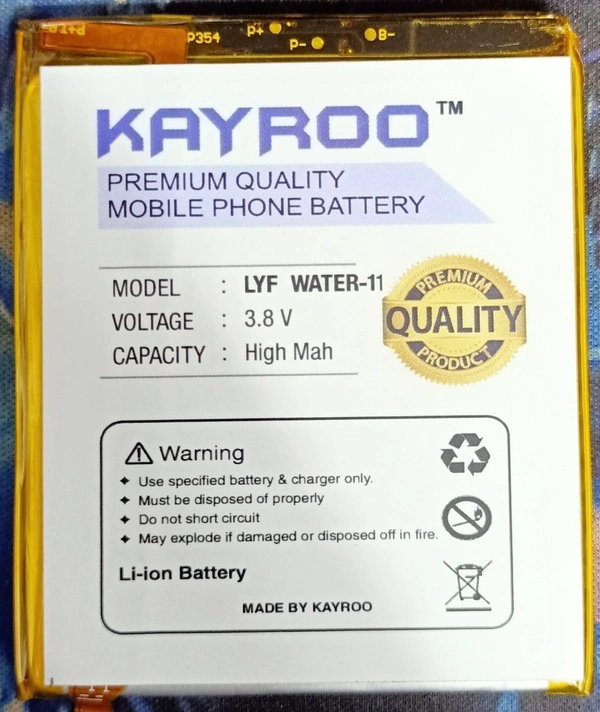 P354 P+ P- B-
KAYROO™
PREMIUM QUALITY
MOBILE PHONE BATTERY
MODEL : LYF WATER-11
VOLTAGE : 3.8 V
CAPACITY : High Mah
PREMIUM
QUALITY
PRODUCT
Warning
Use specified battery & charger only.
Must be disposed of properly
Do not short circuit
May explode if damaged or disposed off in fire.
Li-ion Battery
MADE BY KAYROO